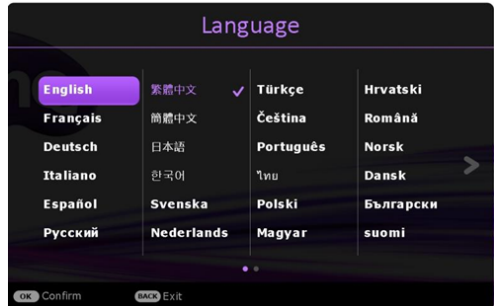 Language
English
Français
Deutsch
Italiano
Español
Русский
繁體中文
簡體中文
日本語
한국어
Svenska
Nederlands
Türkçe
Čeština
Português
ไทย
Polski
Magyar
Hrvatski
Română
Norsk
Dansk
Български
suomi
OK Confirm
BACK Exit